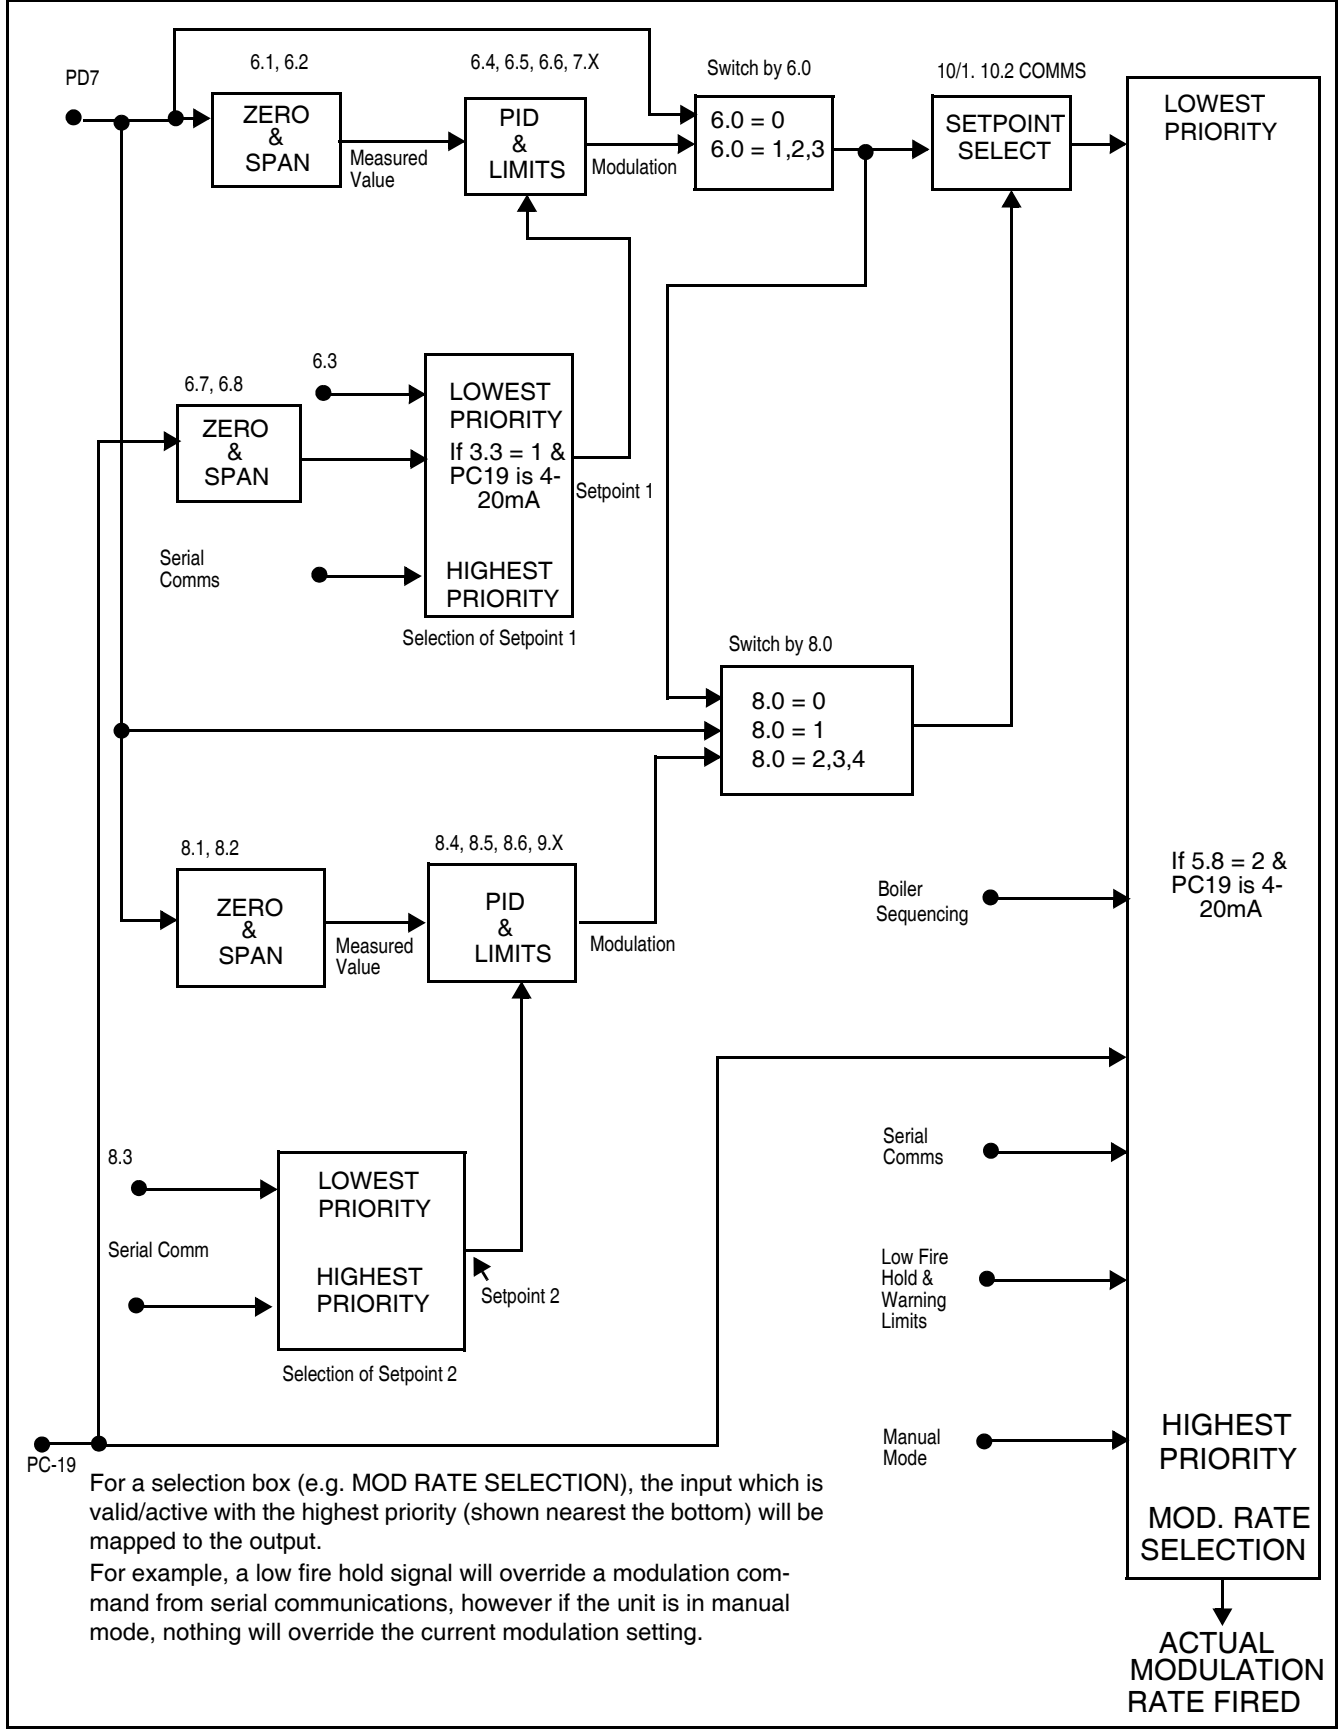 PD7
6.1, 6.2
6.4, 6.5, 6.6, 7.X
Switch by 6.0
10/1. 10.2 COMMS
ZERO
&
SPAN
Measured
Value
PID
&
LIMITS
Modulation
6.0 = 0
6.0 = 1,2,3
SETPOINT
SELECT
LOWEST
PRIORITY
6.3
6.7, 6.8
ZERO
&
SPAN
LOWEST
PRIORITY
If 3.3 = 1 &
PC19 is 4-
20mA
HIGHEST
PRIORITY
Setpoint 1
Serial
Comms
Selection of Setpoint 1
Switch by 8.0
8.0 = 0
8.0 = 1
8.0 = 2,3,4
8.1, 8.2
8.4, 8.5, 8.6, 9.X
ZERO
&
SPAN
Measured
Value
PID
&
LIMITS
Modulation
Boiler
Sequencing
If 5.8 = 2 &
PC19 is 4-
20mA
8.3
Serial Comm
LOWEST
PRIORITY
HIGHEST
PRIORITY
Setpoint 2
Selection of Setpoint 2
Serial
Comms
Low Fire
Hold &
Warning
Limits
Manual
Mode
HIGHEST
PRIORITY
MOD. RATE
SELECTION
PC-19
For a selection box (e.g. MOD RATE SELECTION), the input which is
valid/active with the highest priority (shown nearest the bottom) will be
mapped to the output.
For example, a low fire hold signal will override a modulation com-
mand from serial communications, however if the unit is in manual
mode, nothing will override the current modulation setting.
ACTUAL
MODULATION
RATE FIRED